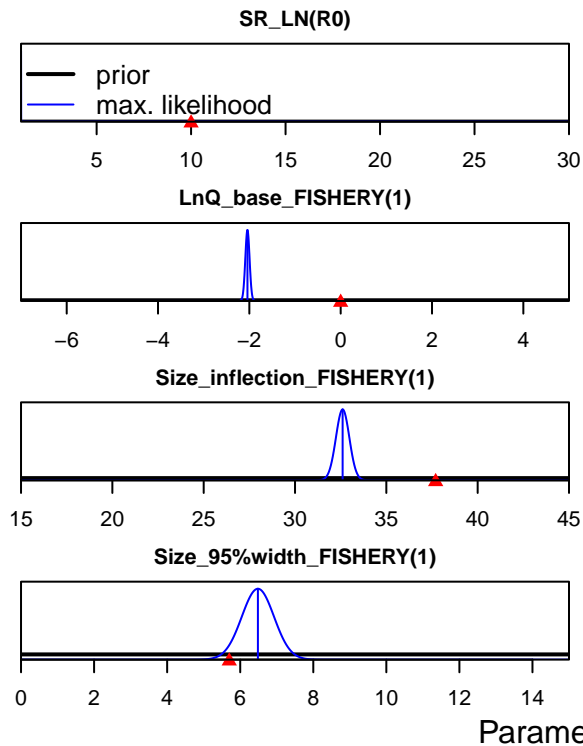 SR_LN(R0)
prior
max. likelihood
5 10 15 20 25 30
LnQ_base_FISHERY(1)
−6 −4 −2 0 2 4
Size_inflection_FISHERY(1)
15 20 25 30 35 40 45
Size_95%width_FISHERY(1)
0 2 4 6 8 10 12 14
Parame